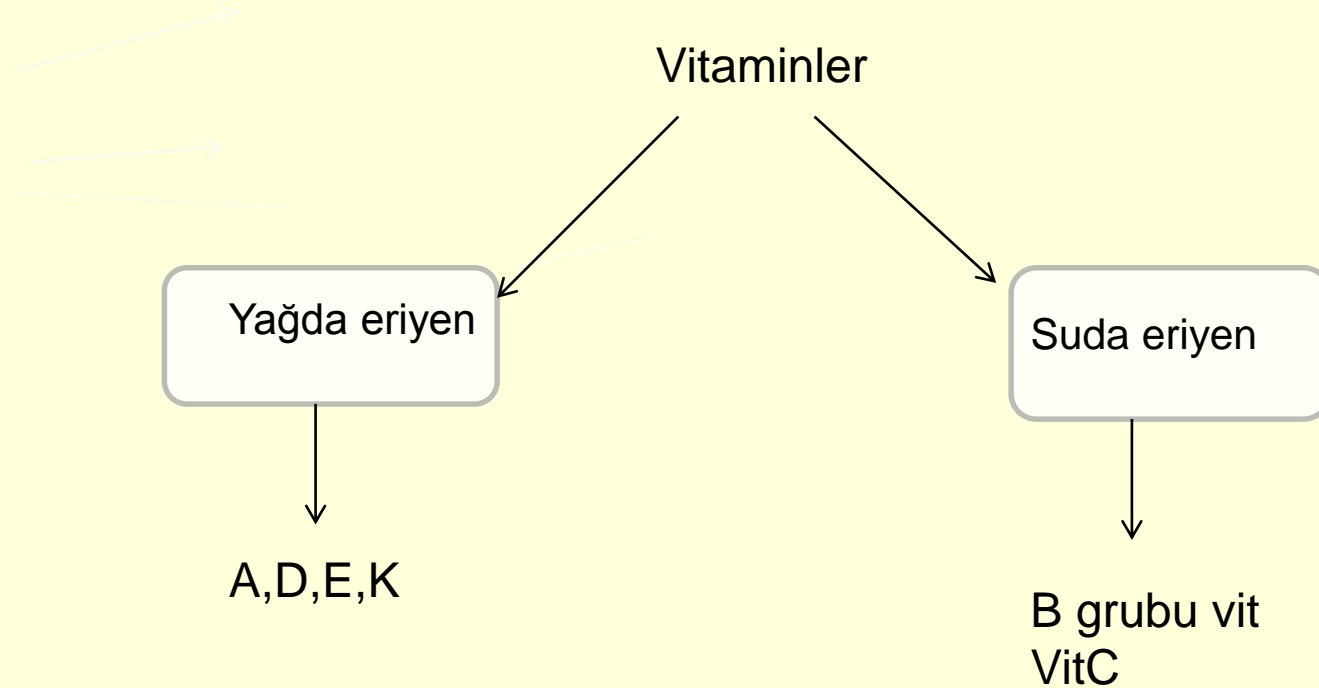 Vitaminler
Yağda eriyen
Suda eriyen
A,D,E,K
B grubu vit
VitC